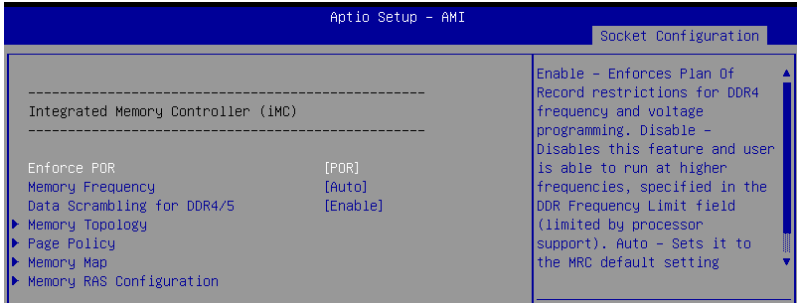 Aptio Setup – AMI
Socket Configuration
------------------------------------------------
Integrated Memory Controller (iMC)
------------------------------------------------
Enforce POR [POR]
Memory Frequency [Auto]
Data Scrambling for DDR4/5 [Enable]
Memory Topology
Page Policy
Memory Map
Memory RAS Configuration
Enable – Enforces Plan Of
Record restrictions for DDR4
frequency and voltage
programming. Disable –
Disables this feature and user
is able to run at higher
frequencies, specified in the
DDR Frequency Limit field
(limited by processor
support). Auto – Sets it to
the MRC default setting